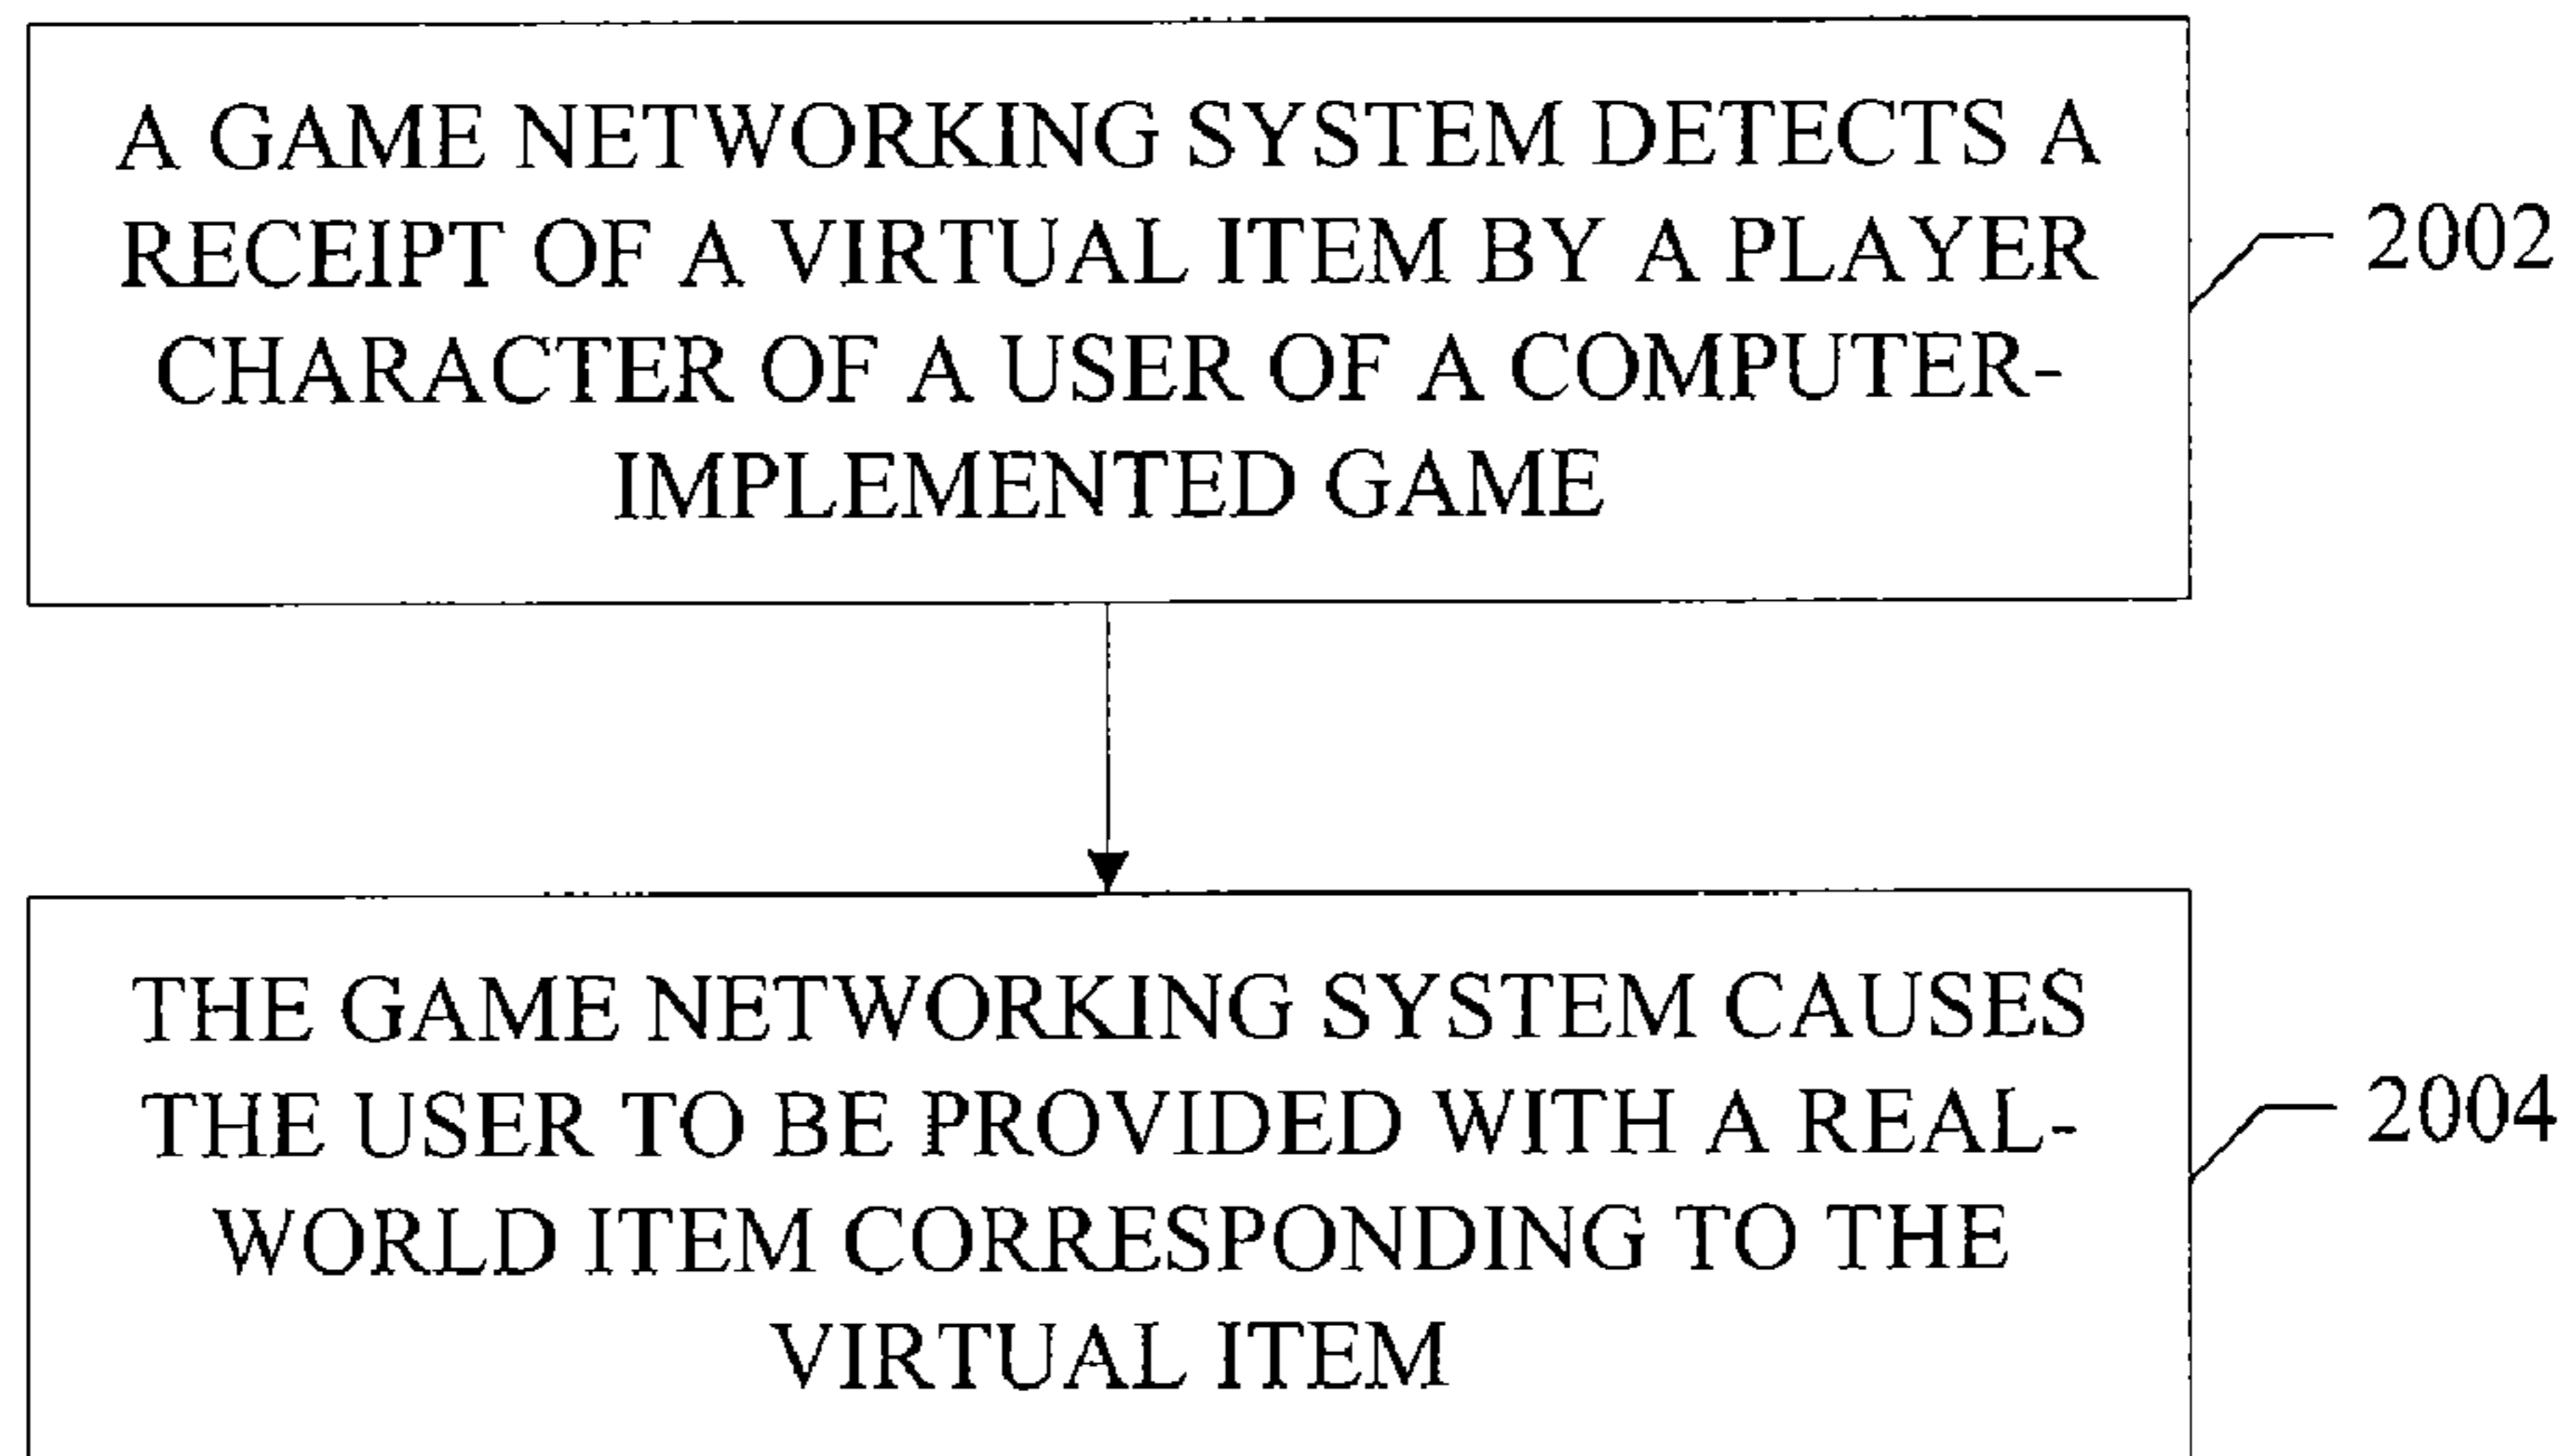 A GAME NETWORKING SYSTEM DETECTS A
RECEIPT OF A VIRTUAL ITEM BY A PLAYER
CHARACTER OF A USER OF A COMPUTER-
IMPLEMENTED GAME
2002
THE GAME NETWORKING SYSTEM CAUSES
THE USER TO BE PROVIDED WITH A REAL-
WORLD ITEM CORRESPONDING TO THE
VIRTUAL ITEM
2004